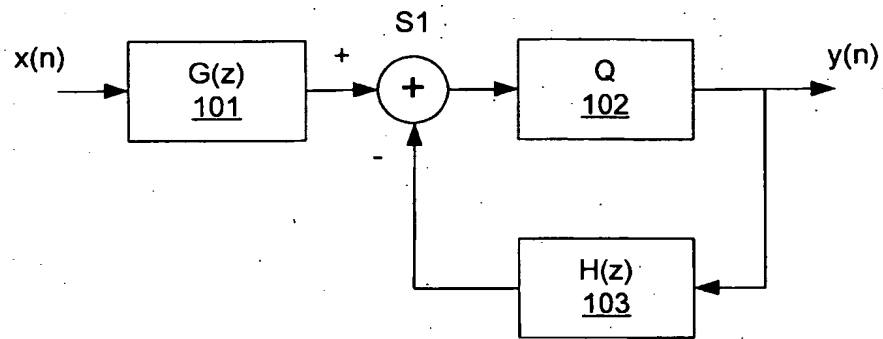 S1
x(n)
G(z)
101
+
+
Q
102
y(n)
-
H(z)
103